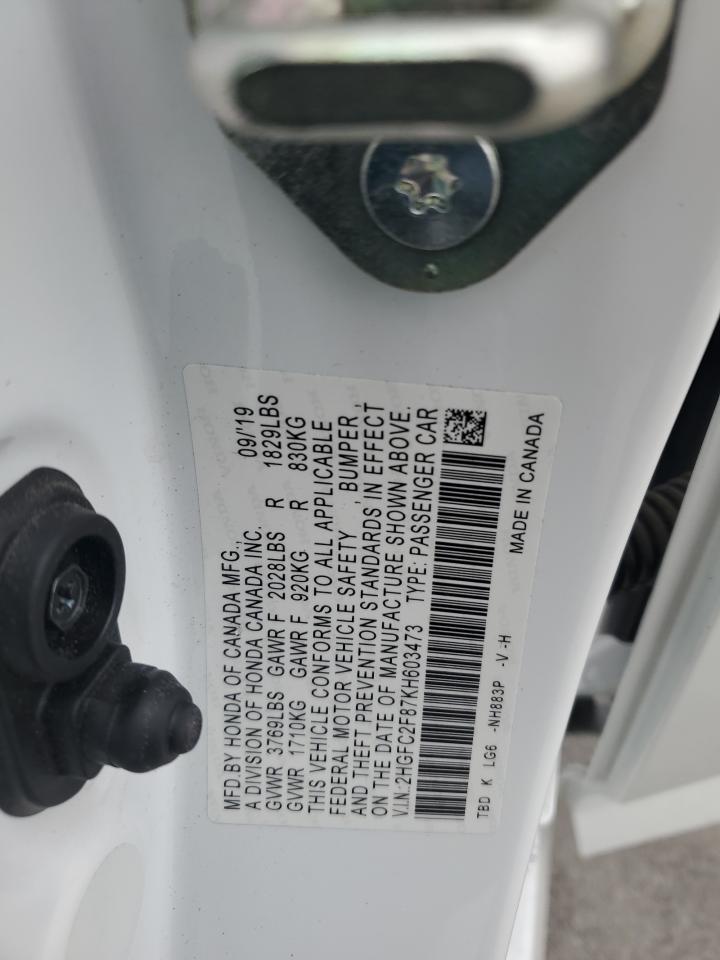 MFD.BY HONDA OF CANADA MFG., 09/19
A DIVISION OF HONDA CANADA INC.
GVWR 3769LBS GAWR F 2028LBS R 1829LBS
GVWR 1710KG GAWR F 920KG R 830KG
THIS VEHICLE CONFORMS TO ALL APPLICABLE
FEDERAL MOTOR VEHICLE SAFETY, BUMPER,
AND THEFT PREVENTION STANDARDS IN EFFECT
ON THE DATE OF MANUFACTURE SHOWN ABOVE.
V.I.N.:2HGFC2F87KH603473 TYPE: PASSENGER CAR
TBD K LG6 -NH883P -V -H MADE IN CANADA